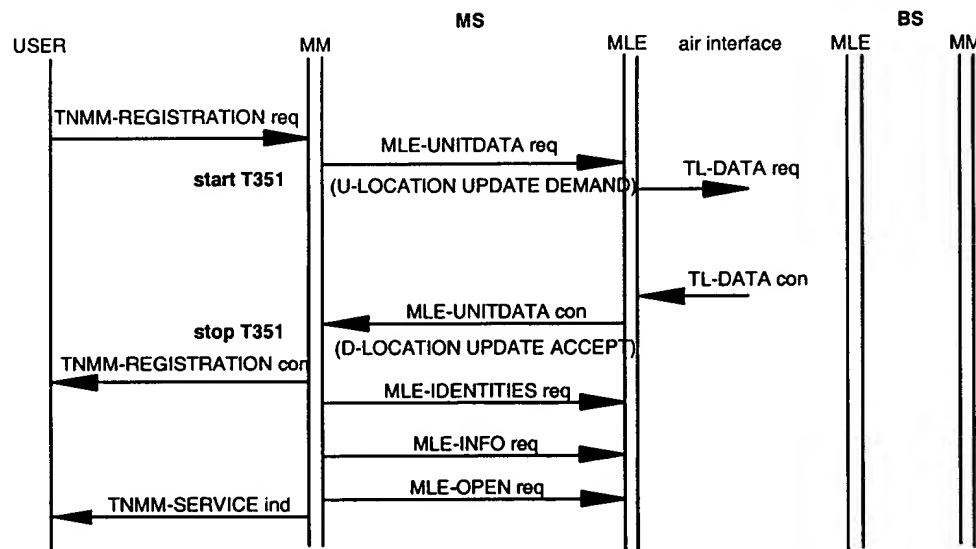 MS
BS
USER
MM
MLE
air interface
MLE
MM
TNMM-REGISTRATION req
MLE-UNITDATA req
start T351
(U-LOCATION UPDATE DEMAND)
TL-DATA req
TL-DATA con
MLE-UNITDATA con
stop T351
(D-LOCATION UPDATE ACCEPT)
TNMM-REGISTRATION con
MLE-IDENTITIES req
MLE-INFO req
MLE-OPEN req
TNMM-SERVICE ind